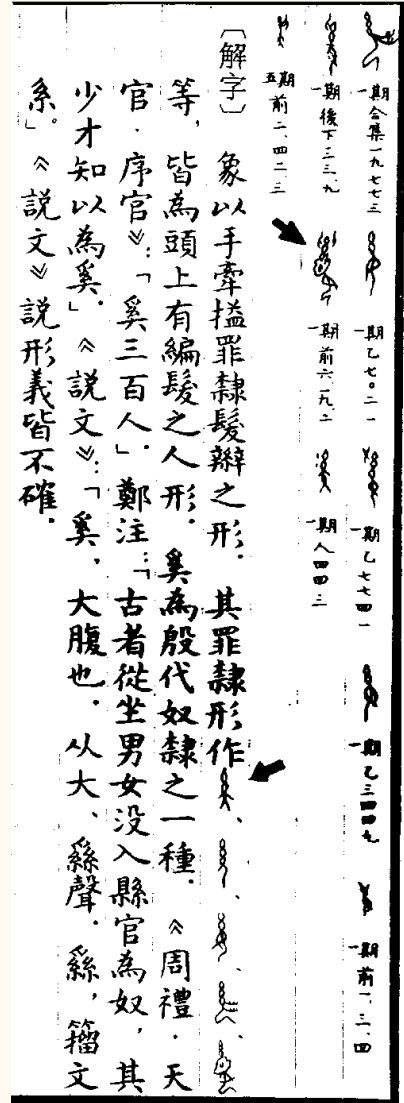 一期 合集一九七七三 一期 乙七〇二一 一期 乙七七四一 一期 乙三四四九 一期 前一.三.四
一期 後下三三.九 一期 前六.一九.二 一期 人四四三
五期 前二.四二.三
〔解字〕 象以手牽搤罪隸髮辮之形. 其罪隸形作、、、、
等, 皆為頭上有編髮之人形. 奚為殷代奴隸之一種. 《周禮·天
官·序官》:「奚三百人」. 鄭注:「古者從坐男女没入縣官為奴, 其
少才知以為奚.」《說文》:「奚, 大腹也. 从大, 𦃟聲. 𦃟, 籀文
系。」《說文》說形義皆不確.